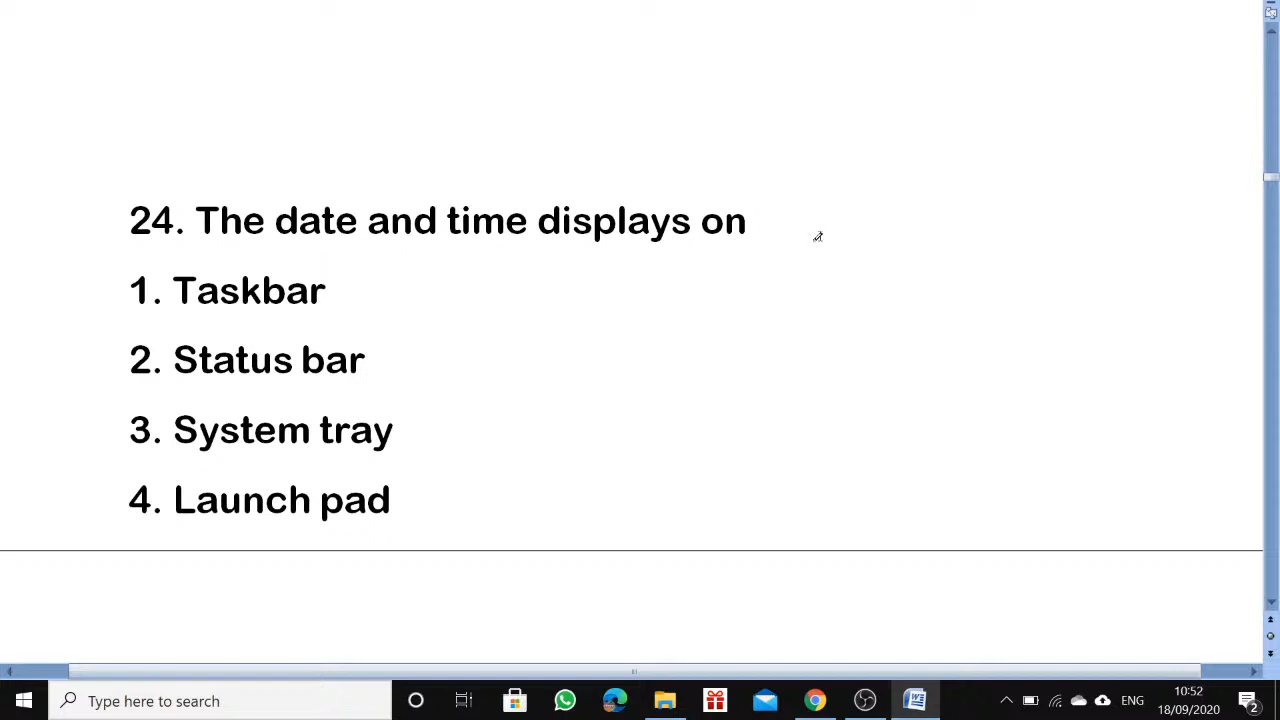 24. The date and time displays on
1. Taskbar
2. Status bar
3. System tray
4. Launch pad
Type here to search
ENG
10:52
18/09/2020
2